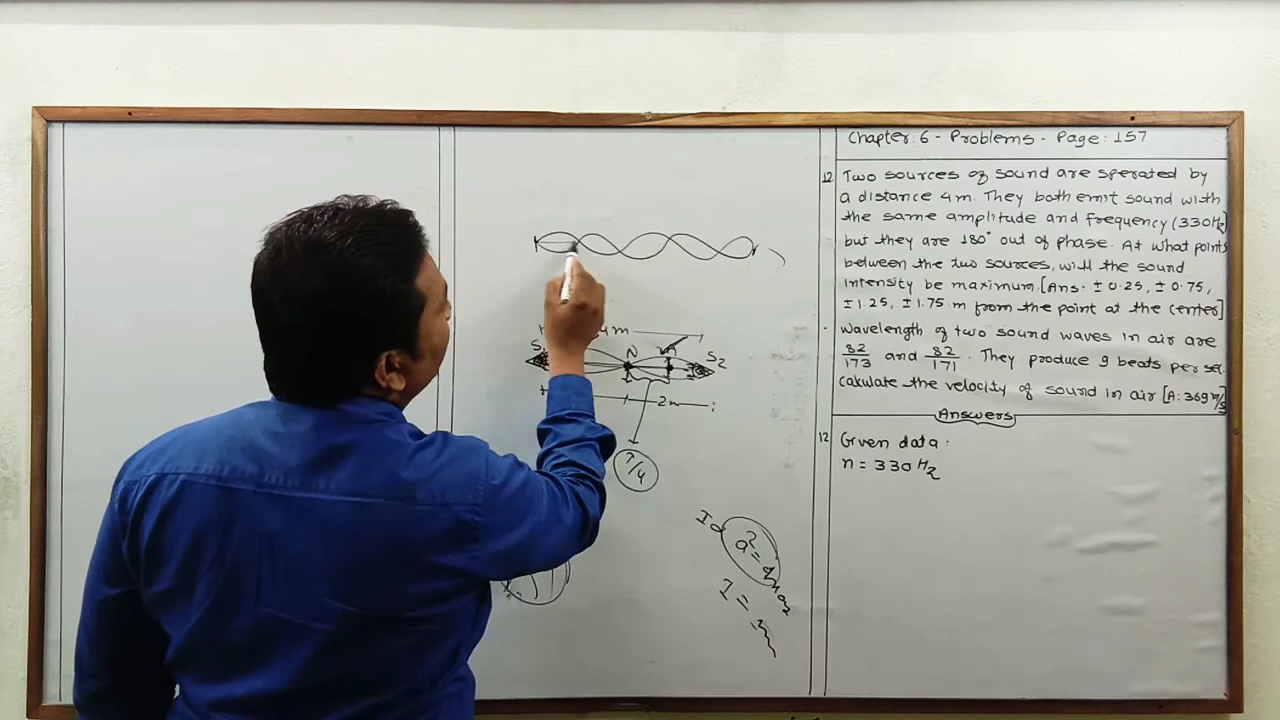 Chapter 6 - Problems - Page: 157
12 Two sources of sound are sperated by
a distance 4m. They both emit sound with
the same amplitude and frequency (330Hz)
but they are 180° out of phase. At what points
between the two sources, will the sound
intensity be maximum. [Ans. ± 0.25, ± 0.75,
± 1.25, ± 1.75 m from the point at the center]
Wavelength of two sound waves in air are
82/173 and 82/171. They produce 9 beats per sec.
calculate the velocity of sound in air [A: 369 m/s]
Answers
12 Given data:
n = 330 Hz
4m
S
N
S2
2m
λ/4
I α
a² = max
I =